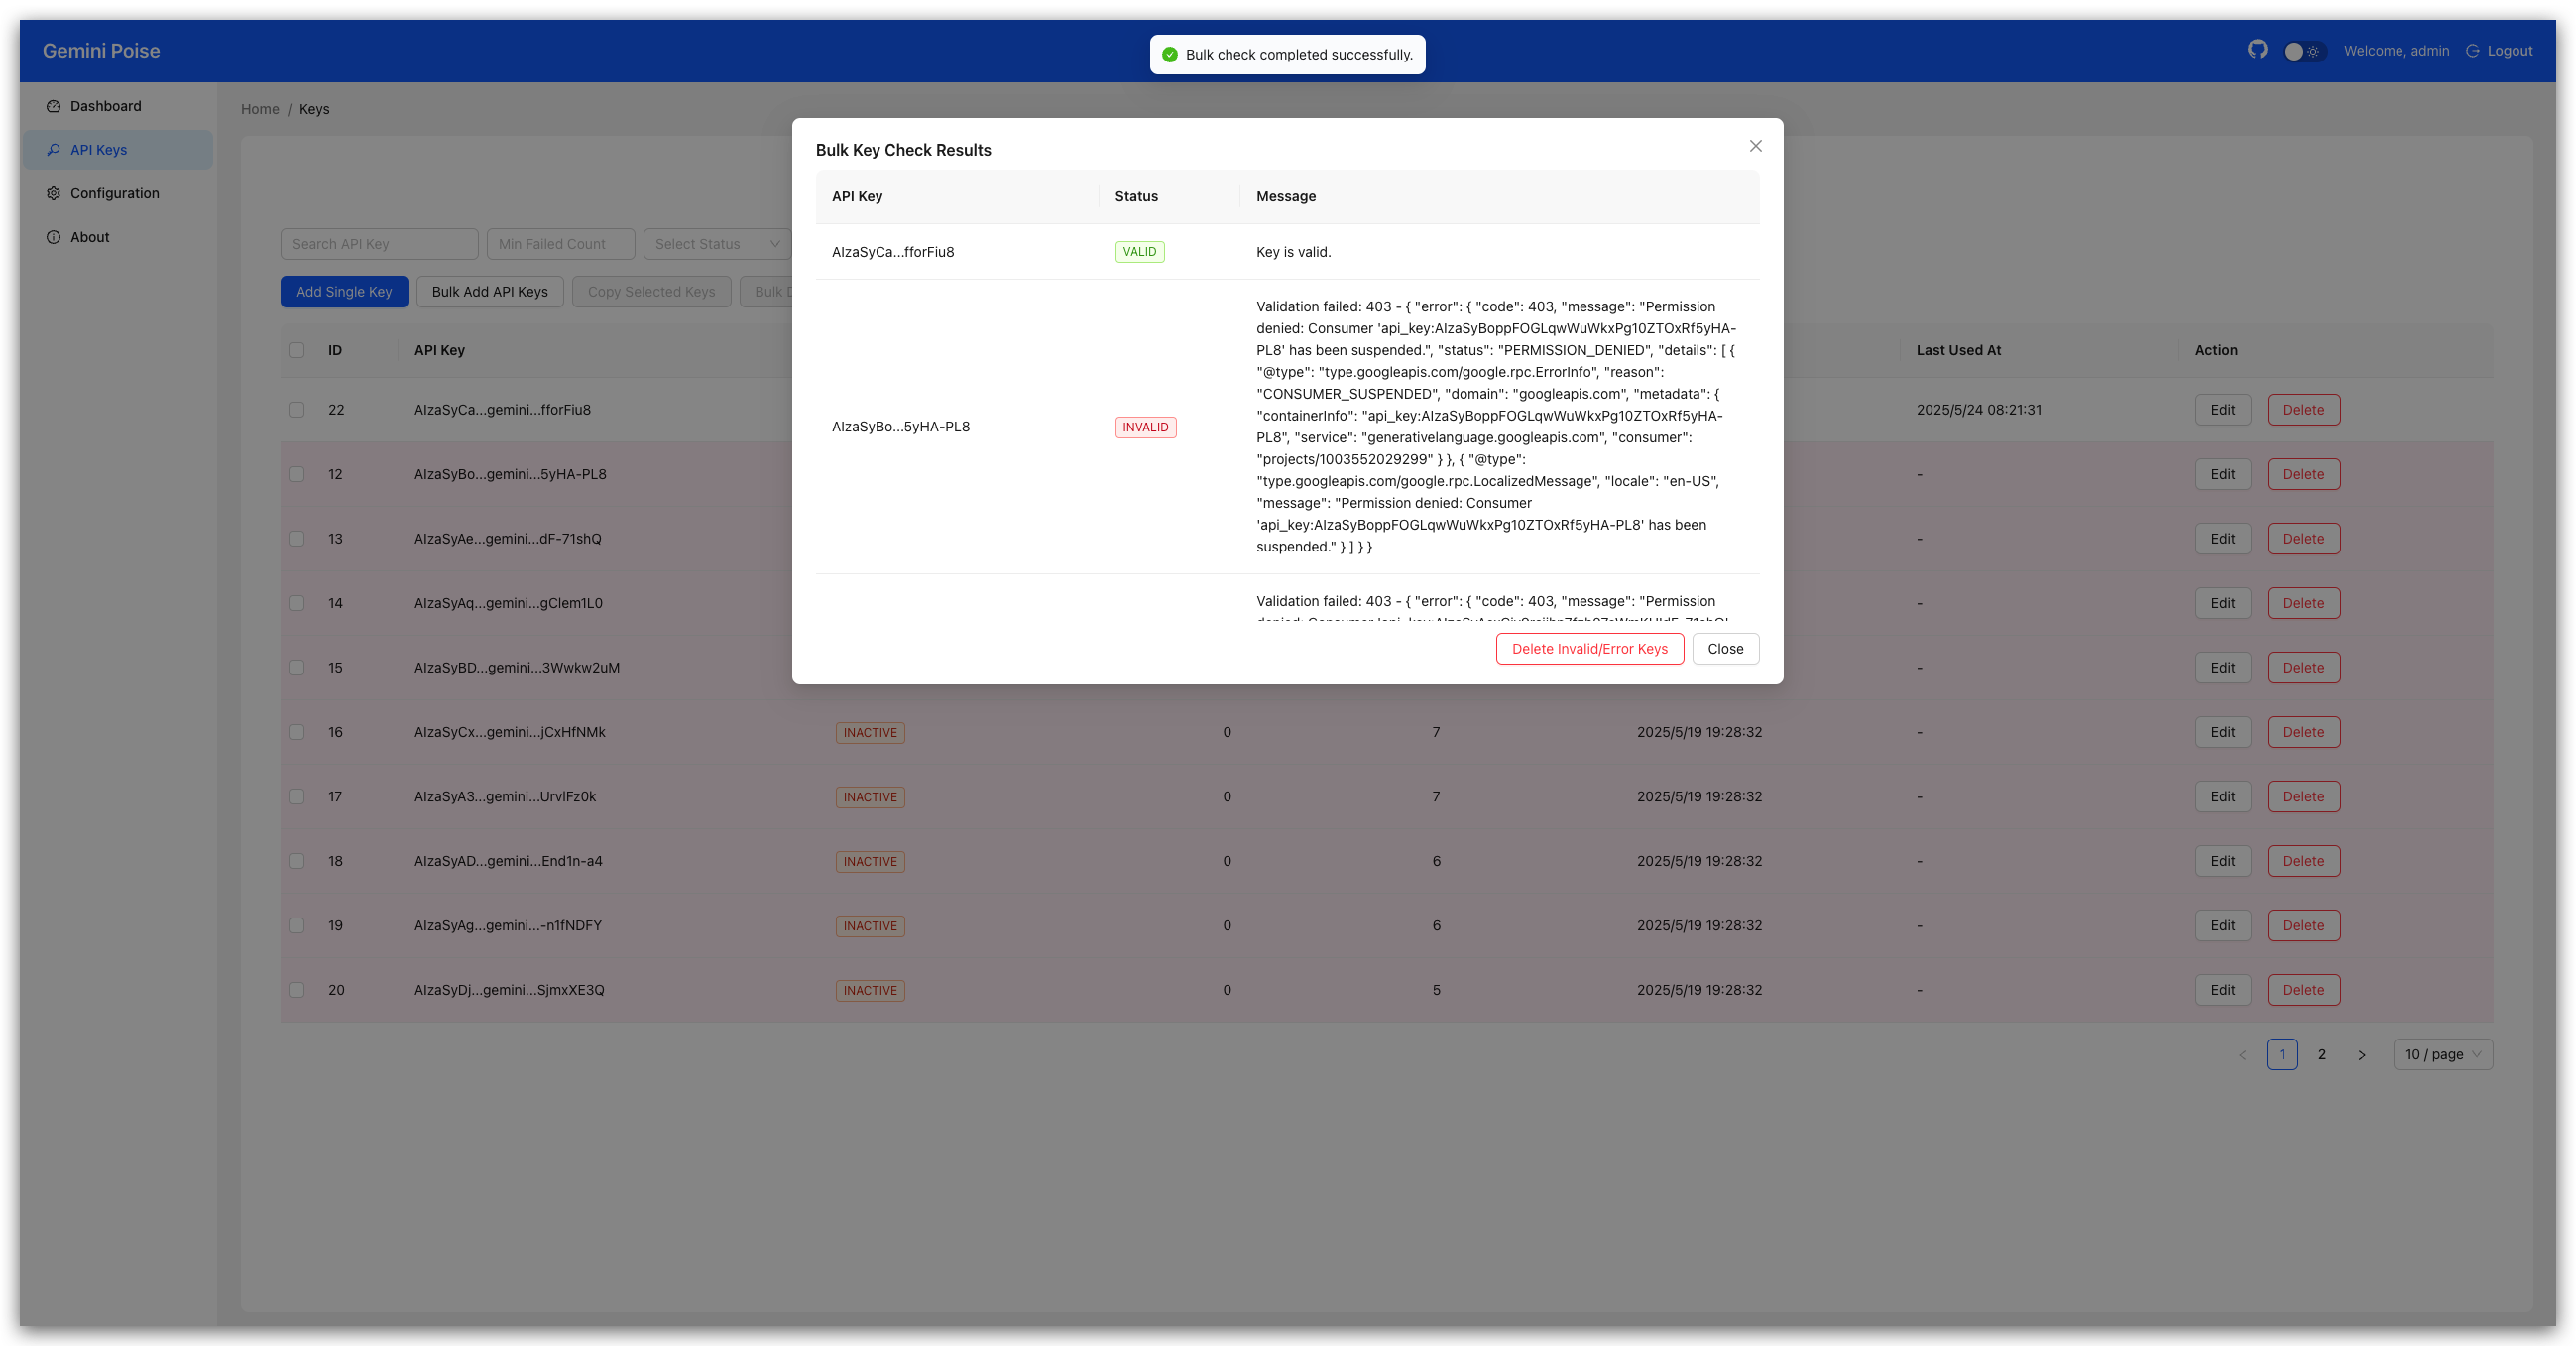 Gemini Poise
Bulk check completed successfully.
Welcome, admin
Logout
Dashboard
API Keys
Configuration
About
Home / Keys
Search API Key
Min Failed Count
Select Status
Add Single Key
Bulk Add API Keys
Copy Selected Keys
Bulk
ID API Key Last Used At Action
22 AIzaSyCa...gemini...fforFiu8 2025/5/24 08:21:31 Edit Delete
12 AIzaSyBo...gemini...5yHA-PL8 - Edit Delete
13 AIzaSyAe...gemini...dF-71shQ - Edit Delete
14 AIzaSyAq...gemini...gClem1L0 - Edit Delete
15 AIzaSyBD...gemini...3Wwkw2uM - Edit Delete
16 AIzaSyCx...gemini...jCxHfNMk INACTIVE 0 7 2025/5/19 19:28:32 - Edit Delete
17 AIzaSyA3...gemini...UrvIFz0k INACTIVE 0 7 2025/5/19 19:28:32 - Edit Delete
18 AIzaSyAD...gemini...End1n-a4 INACTIVE 0 6 2025/5/19 19:28:32 - Edit Delete
19 AIzaSyAg...gemini...-n1fNDFY INACTIVE 0 6 2025/5/19 19:28:32 - Edit Delete
20 AIzaSyDj...gemini...SjmxXE3Q INACTIVE 0 5 2025/5/19 19:28:32 - Edit Delete
1 2 10 / page
Bulk Key Check Results
API Key Status Message
AIzaSyCa...fforFiu8 VALID Key is valid.
AIzaSyBo...5yHA-PL8 INVALID
Validation failed: 403 - { "error": { "code": 403, "message": "Permission
denied: Consumer 'api_key:AIzaSyBoppFOGLqwWuWkxPg10ZTOxRf5yHA-
PL8' has been suspended.", "status": "PERMISSION_DENIED", "details": [ {
"@type": "type.googleapis.com/google.rpc.ErrorInfo", "reason":
"CONSUMER_SUSPENDED", "domain": "googleapis.com", "metadata": {
"containerInfo": "api_key:AIzaSyBoppFOGLqwWuWkxPg10ZTOxRf5yHA-
PL8", "service": "generativelanguage.googleapis.com", "consumer":
"projects/1003552029299" } }, { "@type":
"type.googleapis.com/google.rpc.LocalizedMessage", "locale": "en-US",
"message": "Permission denied: Consumer
'api_key:AIzaSyBoppFOGLqwWuWkxPg10ZTOxRf5yHA-PL8' has been
suspended." } ] } }
Validation failed: 403 - { "error": { "code": 403, "message": "Permission
denied: Consumer
Delete Invalid/Error Keys
Close